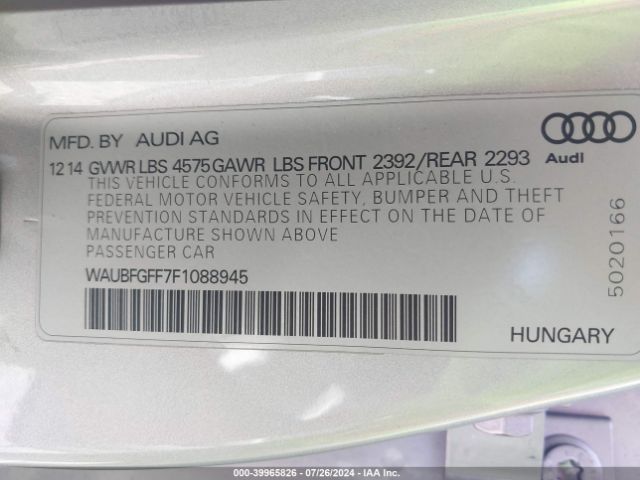 MFD. BY AUDI AG
1214 GVWR LBS 4575 GAWR LBS FRONT 2392/REAR 2293
THIS VEHICLE CONFORMS TO ALL APPLICABLE U.S.
FEDERAL MOTOR VEHICLE SAFETY, BUMPER AND THEFT
PREVENTION STANDARDS IN EFFECT ON THE DATE OF
MANUFACTURE SHOWN ABOVE
PASSENGER CAR
WAUBFGFF7F1088945
Audi
5020166
HUNGARY
000-39965826 - 07/26/2024 - IAA Inc.